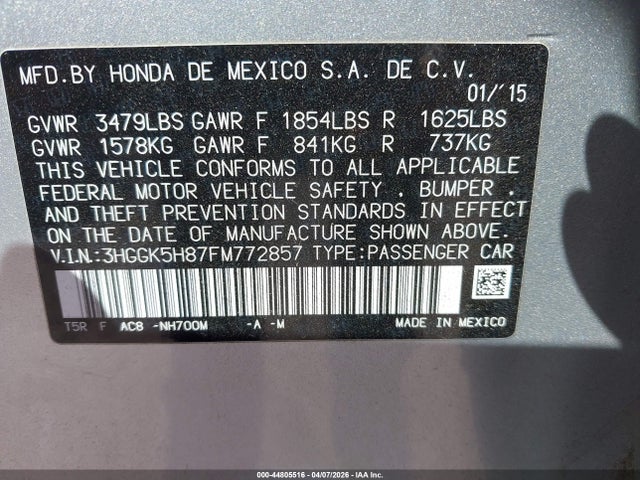 MFD.BY HONDA DE MEXICO S.A. DE C.V.
01/'15
GVWR 3479LBS GAWR F 1854LBS R 1625LBS
GVWR 1578KG GAWR F 841KG R 737KG
THIS VEHICLE CONFORMS TO ALL APPLICABLE
FEDERAL MOTOR VEHICLE SAFETY . BUMPER .
AND THEFT PREVENTION STANDARDS IN EFFECT
ON THE DATE OF MANUFACTURE SHOWN ABOVE.
V.I.N:3HGGK5H87FM772857 TYPE:PASSENGER CAR
T5R F AC8 -NH700M -A -M MADE IN MEXICO
000-44805516 | 04/07/2026 | IAA Inc.